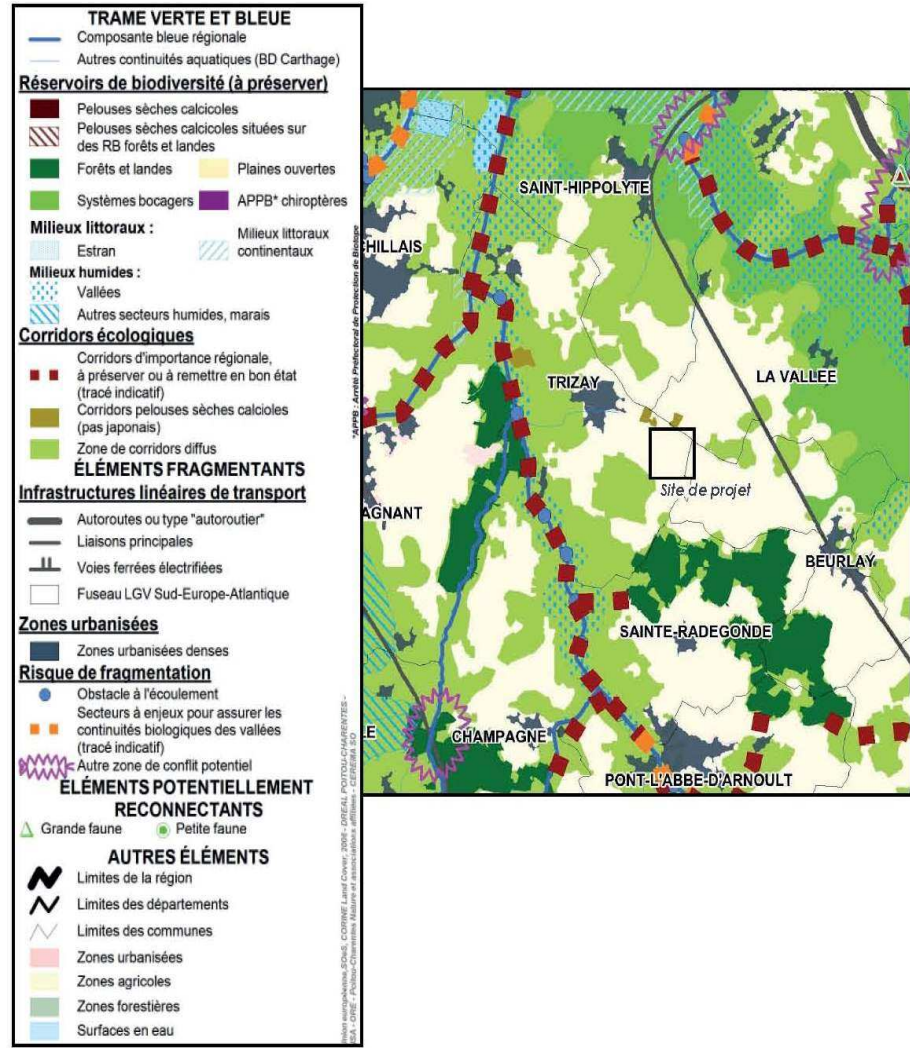 TRAME VERTE ET BLEUE
Composante bleue régionale
Autres continuités aquatiques (BD Carthage)
Réservoirs de biodiversité (à préserver)
Pelouses sèches calcicoles
Pelouses sèches calcicoles situées sur
des RB forêts et landes
Forêts et landes
Plaines ouvertes
Systèmes bocagers
APPB* chiroptères
Milieux littoraux :
Estran
Milieux littoraux
continentaux
Milieux humides :
Vallées
Autres secteurs humides, marais
Corridors écologiques
Corridors d'importance régionale,
à préserver ou à remettre en bon état
(tracé indicatif)
Corridors pelouses sèches calcioles
(pas japonais)
Zone de corridors diffus
ÉLÉMENTS FRAGMENTANTS
Infrastructures linéaires de transport
Autoroutes ou type "autoroutier"
Liaisons principales
Voies ferrées électrifiées
Fuseau LGV Sud-Europe-Atlantique
Zones urbanisées
Zones urbanisées denses
Risque de fragmentation
Obstacle à l'écoulement
Secteurs à enjeux pour assurer les
continuités biologiques des vallées
(tracé indicatif)
Autre zone de conflit potentiel
ÉLÉMENTS POTENTIELLEMENT
RECONNECTANTS
Grande faune
Petite faune
AUTRES ÉLÉMENTS
Limites de la région
Limites des départements
Limites des communes
Zones urbanisées
Zones agricoles
Zones forestières
Surfaces en eau
*APPB : Arrêté Préfectoral de Protection de Biotope
SAINT-HIPPOLYTE
HILLAIS
TRIZAY
LA VALLEE
Site de projet
AGNANT
BEURLAY
SAINTE-RADEGONDE
LE
CHAMPAGNE
PONT-L'ABBE-D'ARNOULT